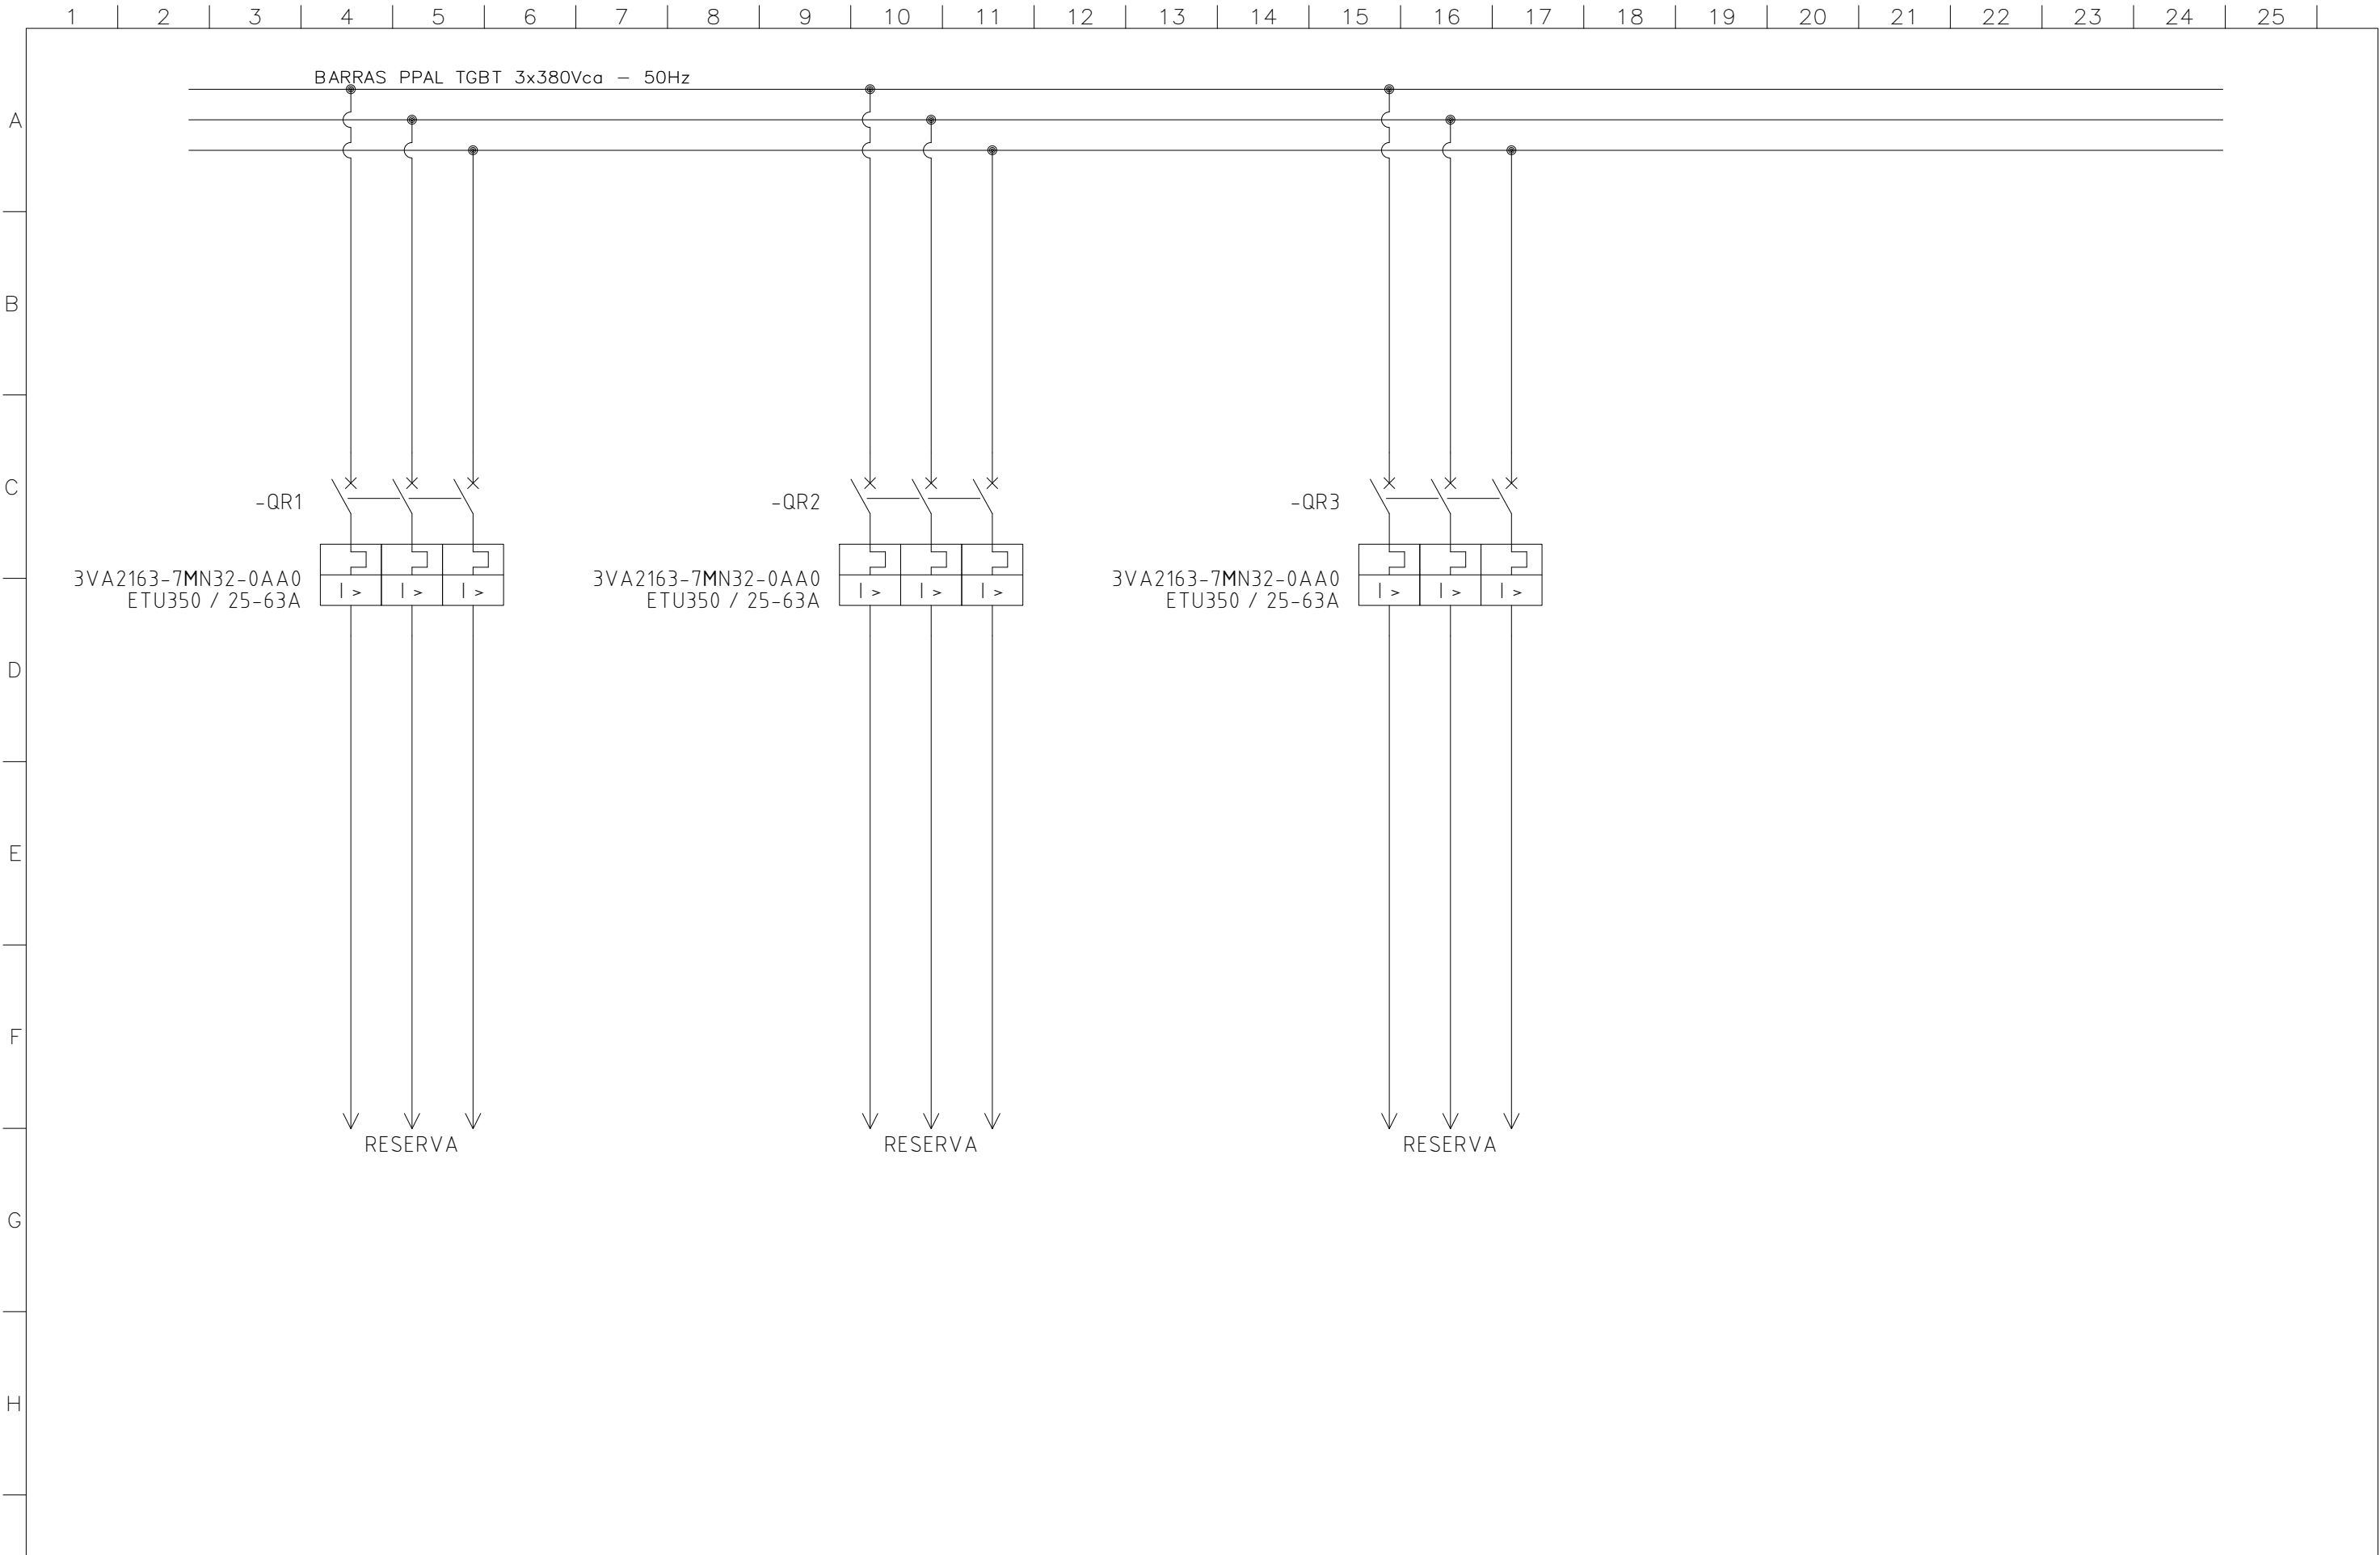 1 2 3 4 5 6 7 8 9 10 11 12 13 14 15 16 17 18 19 20 21 22 23 24 25
BARRAS PPAL TGBT 3x380Vca – 50Hz
A
B
C
-QR1 -QR2 -QR3
3VA2163-7MN32-0AA0 3VA2163-7MN32-0AA0 3VA2163-7MN32-0AA0
ETU350 / 25-63A I> I> I> ETU350 / 25-63A I> I> I> ETU350 / 25-63A I> I> I>
D
E
F
RESERVA RESERVA RESERVA
G
H